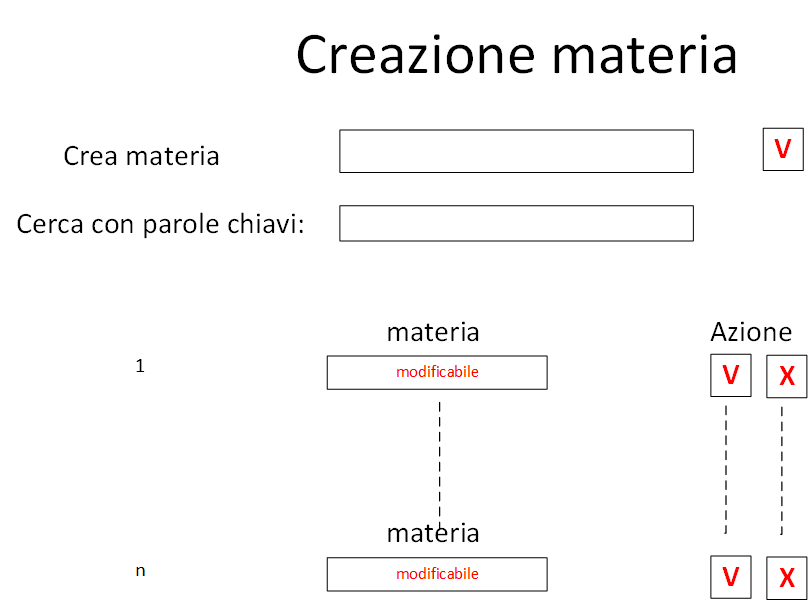 Creazione materia
Crea materia V
Cerca con parole chiavi:
materia Azione
1 modificabile V X
materia
n modificabile V X